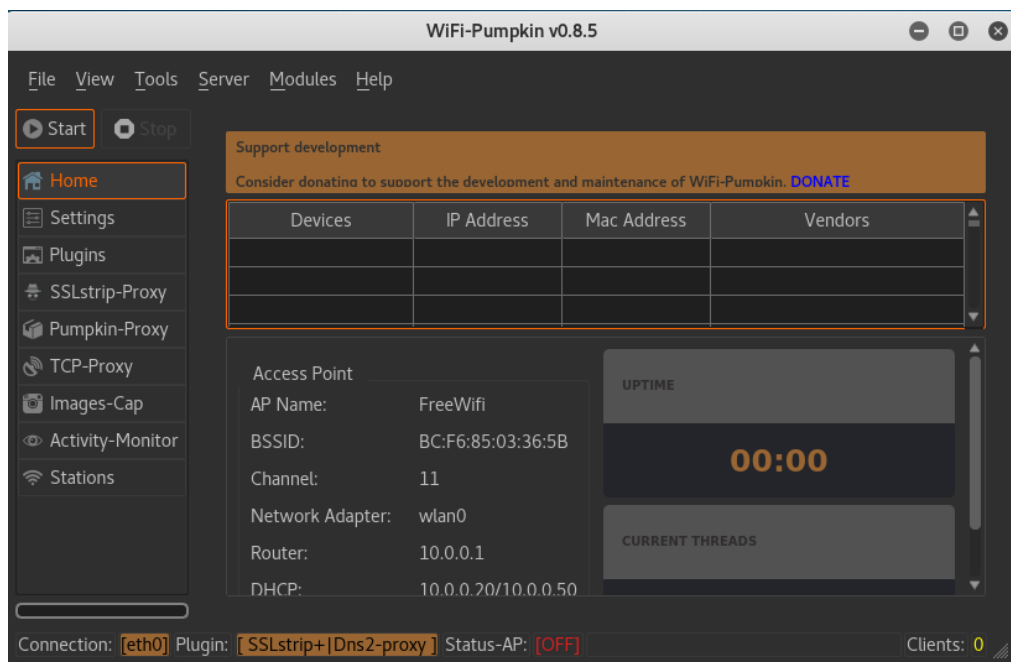 WiFi-Pumpkin v0.8.5
File View Tools Server Modules Help
Start Stop
Support development
Consider donating to support the development and maintenance of WiFi-Pumpkin. DONATE
Home
Settings
Plugins
SSLstrip-Proxy
Pumpkin-Proxy
TCP-Proxy
Images-Cap
Activity-Monitor
Stations
Devices IP Address Mac Address Vendors
Access Point
AP Name: FreeWifi
BSSID: BC:F6:85:03:36:5B
Channel: 11
Network Adapter: wlan0
Router: 10.0.0.1
DHCP: 10.0.0.20/10.0.0.50
UPTIME
00:00
CURRENT THREADS
Connection: [eth0] Plugin: [ SSLstrip+|Dns2-proxy ] Status-AP: [OFF] Clients: 0